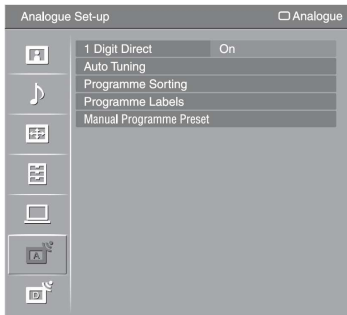 Analogue Set-up Analogue
1 Digit Direct On
Auto Tuning
Programme Sorting
Programme Labels
Manual Programme Preset
A
D